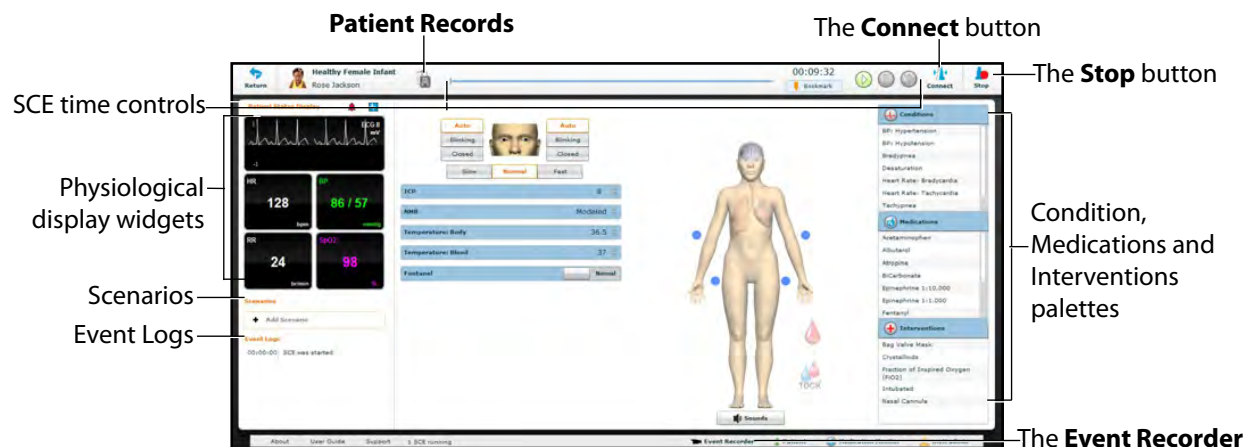 Patient Records
The Connect button
The Stop button
SCE time controls
Physiological
display widgets
Scenarios
Event Logs
Condition,
Medications and
Interventions
palettes
The Event Recorder
Return
Healthy Female Infant
Rose Jackson
00:09:32
Bookmark
Connect
Stop
Patient Status Display
ECG II
mV
-1
HR
128
bpm
BP
86 / 57
mmHg
RR
24
br/min
SpO2
98
%
Scenarios
+ Add Scenario
Event Logs
00:00:00 SCE was started
Auto
Blinking
Closed
Auto
Blinking
Closed
Slow
Normal
Fast
ICP 8
NMB Modeled
Temperature: Body 36.5
Temperature: Blood 37
Fontanel Normal
TOCK
Sounds
Conditions
BP: Hypertension
BP: Hypotension
Bradypnea
Desaturation
Heart Rate: Bradycardia
Heart Rate: Tachycardia
Tachypnea
Medications
Acetaminophen
Albuterol
Atropine
BiCarbonate
Epinephrine 1:10,000
Epinephrine 1:1,000
Fentanyl
Interventions
Bag Valve Mask
Crystalloids
Fraction of Inspired Oxygen
(FiO2)
Intubated
Nasal Cannula
About
User Guide
Support
1 SCE running
Event Recorder